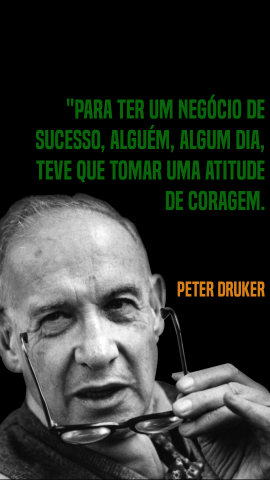 "PARA TER UM NEGÓCIO DE
SUCESSO, ALGUÉM, ALGUM DIA,
TEVE QUE TOMAR UMA ATITUDE
DE CORAGEM.
PETER DRUKER